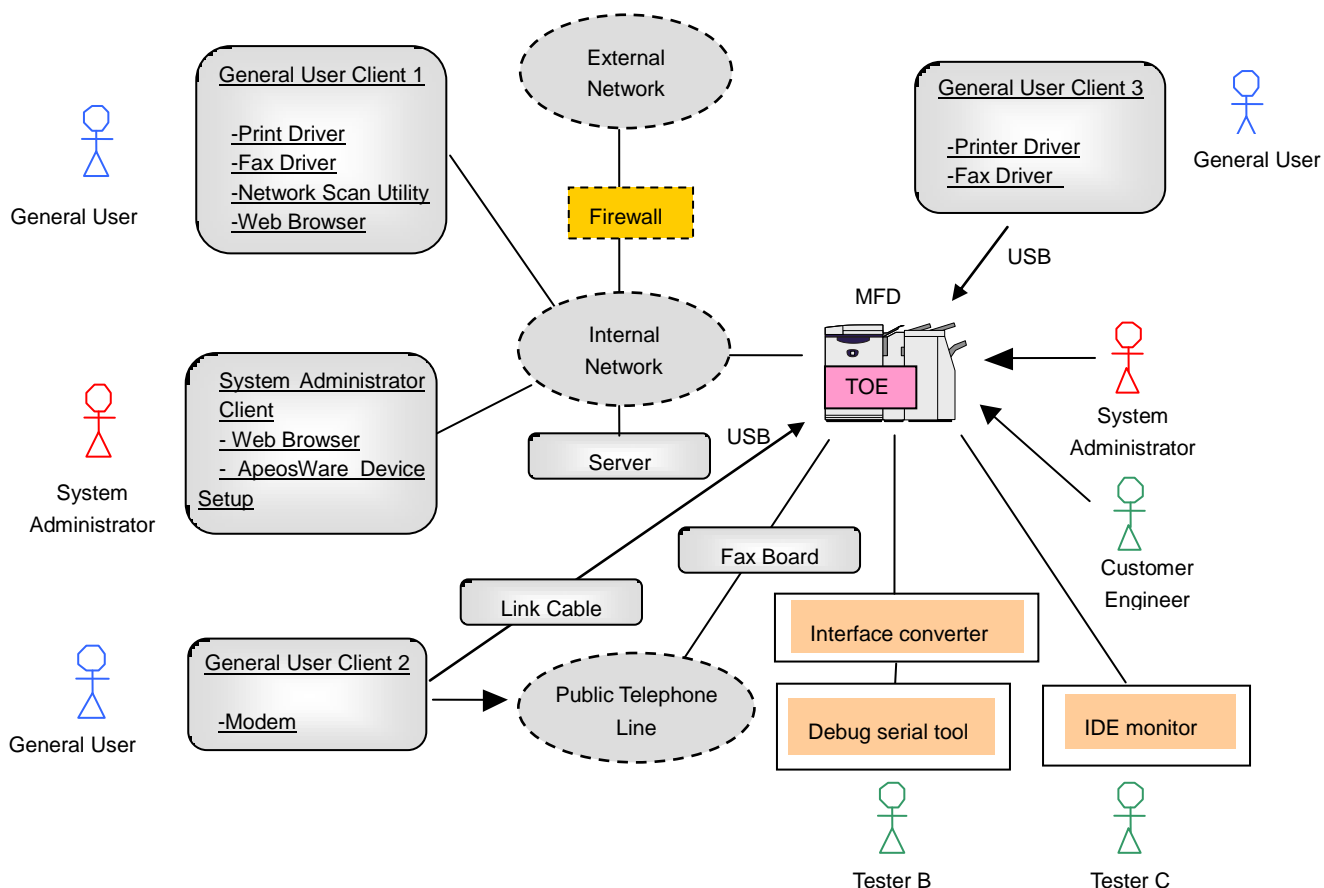 External
Network
General User Client 1
-Print Driver
-Fax Driver
-Network Scan Utility
-Web Browser
General User
Firewall
General User Client 3
-Printer Driver
-Fax Driver
General User
USB
MFD
TOE
Internal
Network
System Administrator
Client
- Web Browser
- ApeosWare Device
Setup
System
Administrator
Server
USB
System
Administrator
Customer
Engineer
Fax Board
Link Cable
General User Client 2
-Modem
General User
Public Telephone
Line
Interface converter
Debug serial tool
IDE monitor
Tester B
Tester C